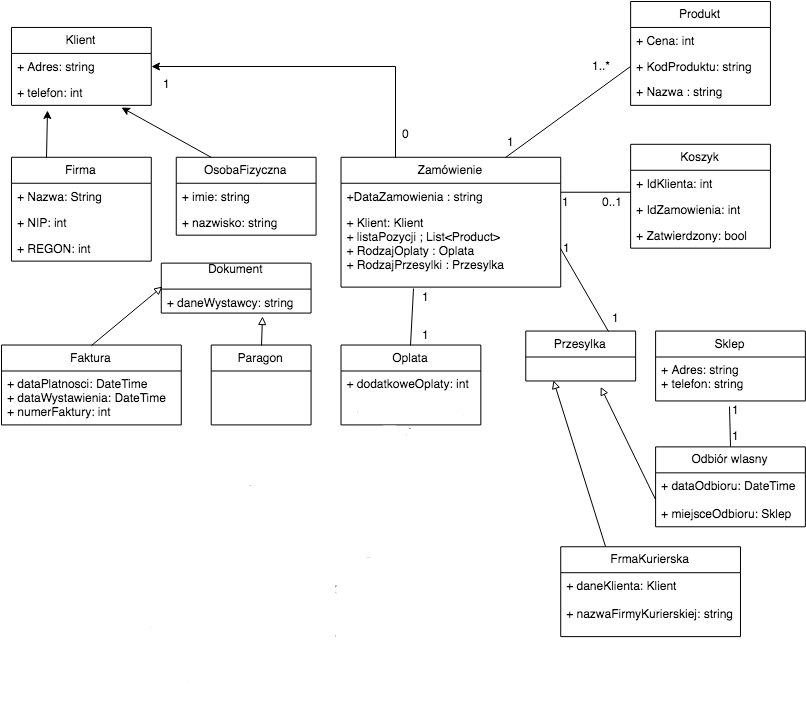 Klient
+ Adres: string
+ telefon: int
1
0
Produkt
+ Cena: int
+ KodProduktu: string
+ Nazwa : string
1..*
1
Firma
+ Nazwa: String
+ NIP: int
+ REGON: int
OsobaFizyczna
+ imie: string
+ nazwisko: string
Zamówienie
+DataZamowienia : string
+ Klient: Klient
+ listaPozycji ; List<Product>
+ RodzajOplaty : Oplata
+ RodzajPrzesylki : Przesylka
Koszyk
+ IdKlienta: int
+ IdZamowienia: int
+ Zatwierdzony: bool
1
0..1
1
1
Dokument
+ daneWystawcy: string
1
1
Faktura
+ dataPlatnosci: DateTime
+ dataWystawienia: DateTime
+ numerFaktury: int
Paragon
Oplata
+ dodatkoweOplaty: int
Przesylka
Sklep
+ Adres: string
+ telefon: string
1
1
Odbiór wlasny
+ dataOdbioru: DateTime
+ miejsceOdbioru: Sklep
FrmaKurierska
+ daneKlienta: Klient
+ nazwaFirmyKurierskiej: string